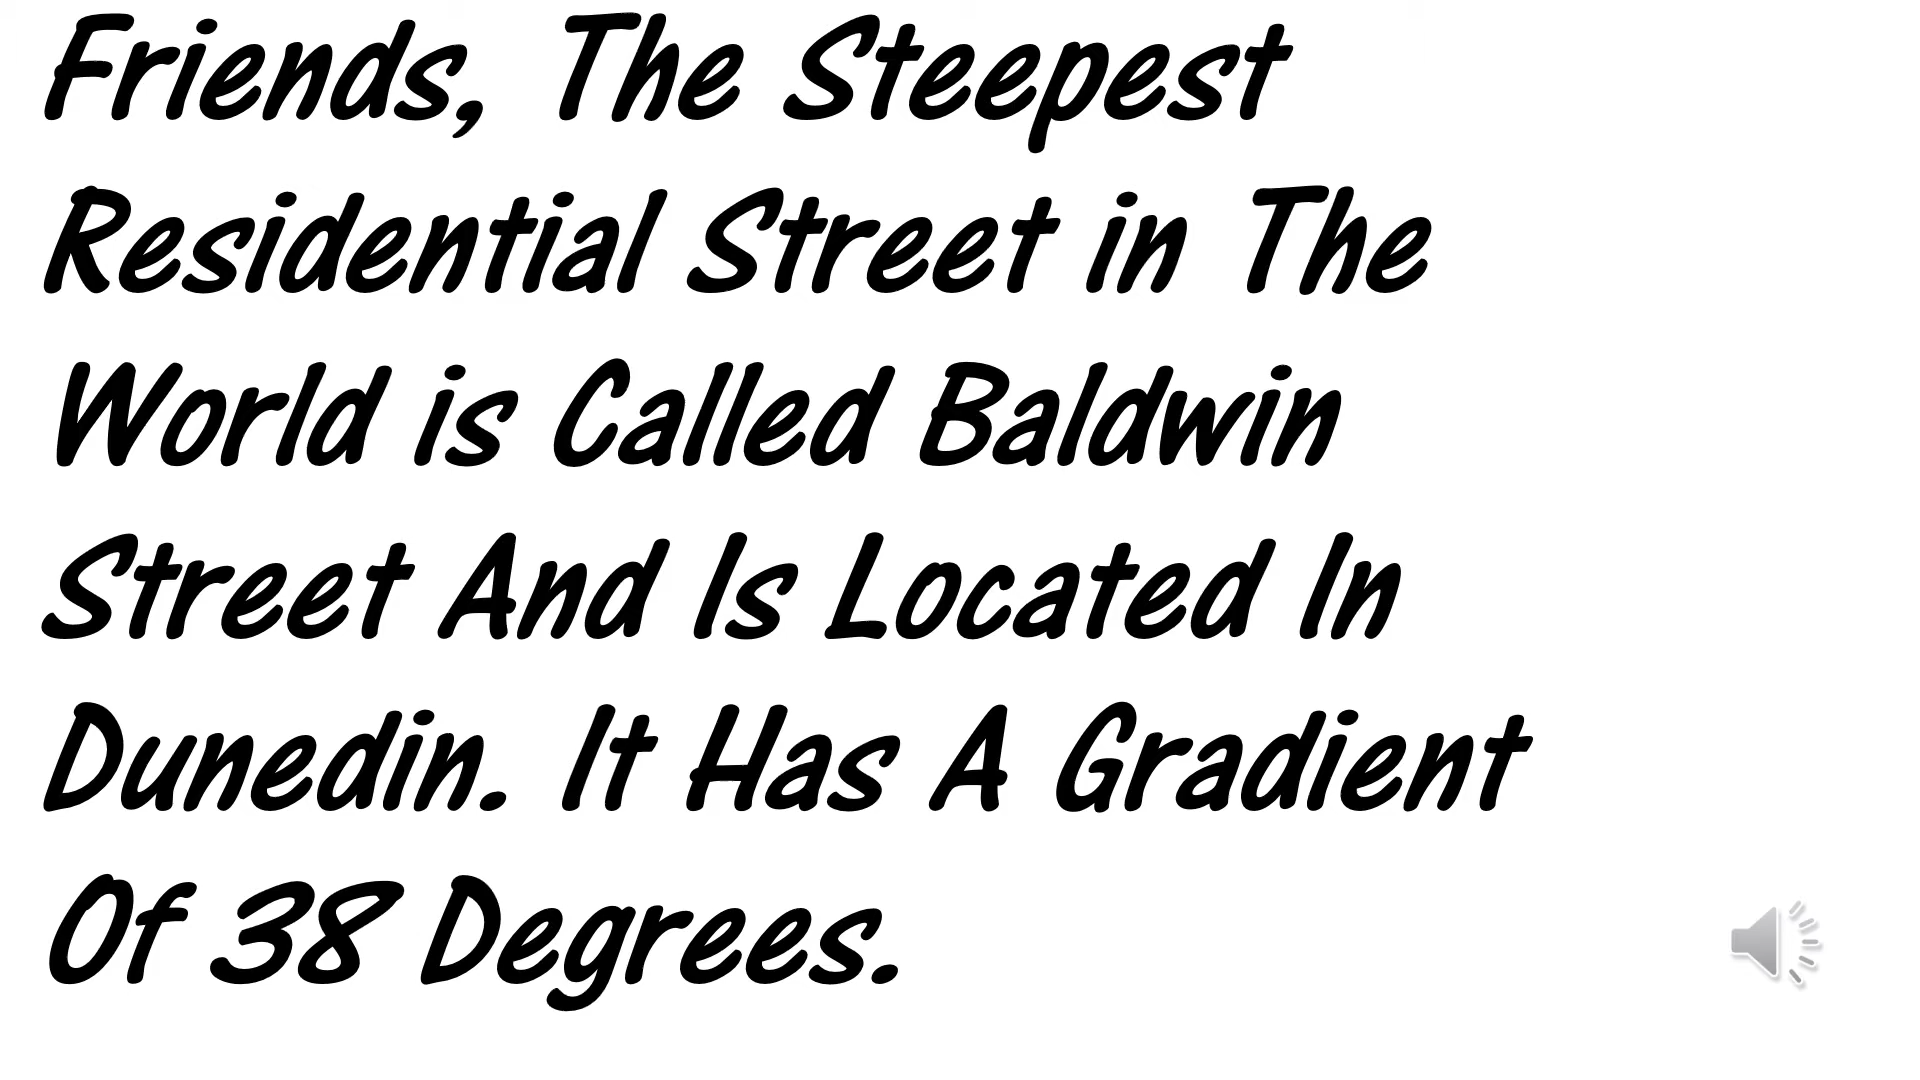 Friends, The Steepest
Residential Street in The
World is Called Baldwin
Street And Is Located In
Dunedin. It Has A Gradient
Of 38 Degrees.